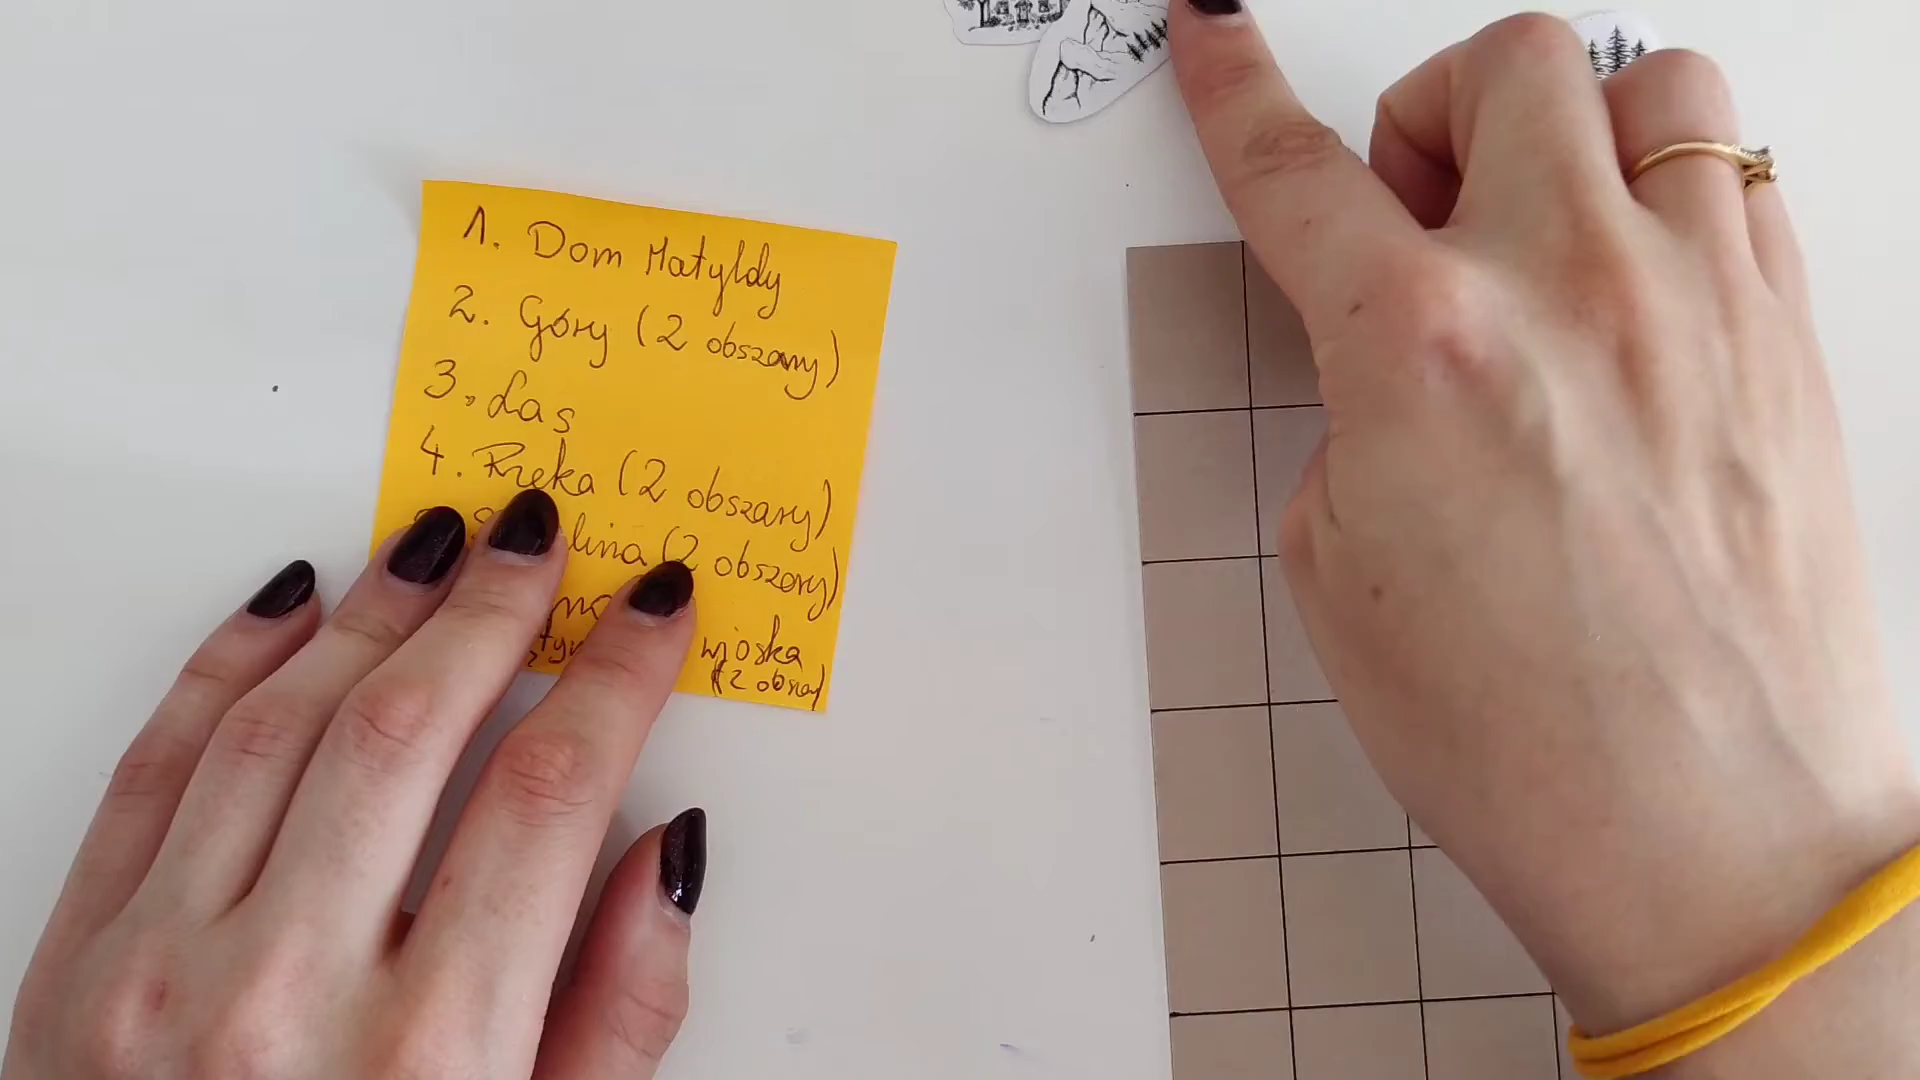 1. Dom Matyldy
2. Góry (2 obszary)
3. Las
4. Rzeka (2 obszary)
lina (2 obszary)
wioska
(2 obszary)